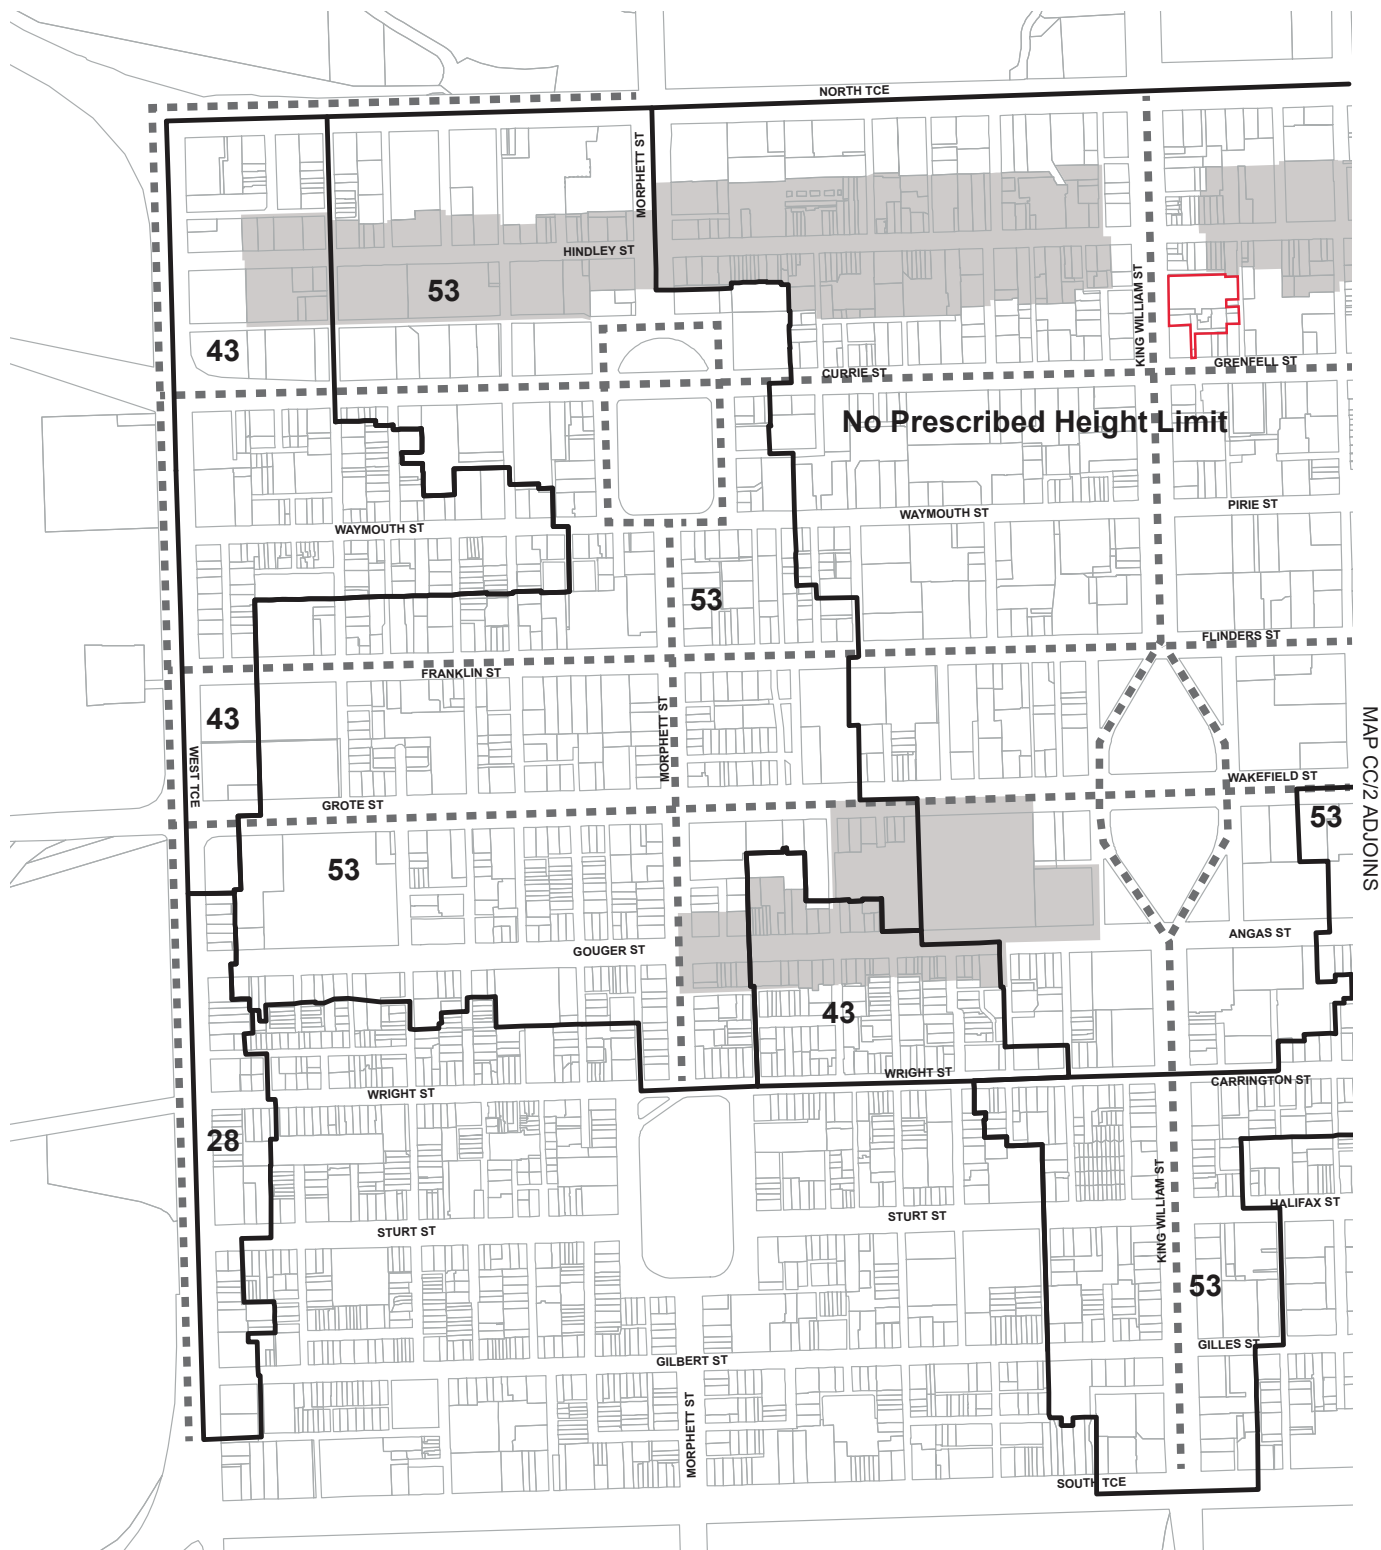 NORTH TCE
MORPHETT ST
HINDLEY ST
KING WILLIAM ST
53
43
GRENFELL ST
CURRIE ST
No Prescribed Height Limit
PIRIE ST
WAYMOUTH ST
WAYMOUTH ST
53
FLINDERS ST
FRANKLIN ST
43
MORPHETT ST
WEST TCE
MAP CC/2 ADJOINS
WAKEFIELD ST
GROTE ST
53
53
ANGAS ST
GOUGER ST
43
WRIGHT ST
CARRINGTON ST
WRIGHT ST
28
KING WILLIAM ST
HALIFAX ST
STURT ST
STURT ST
53
GILLES ST
GILBERT ST
MORPHETT ST
SOUTH TCE